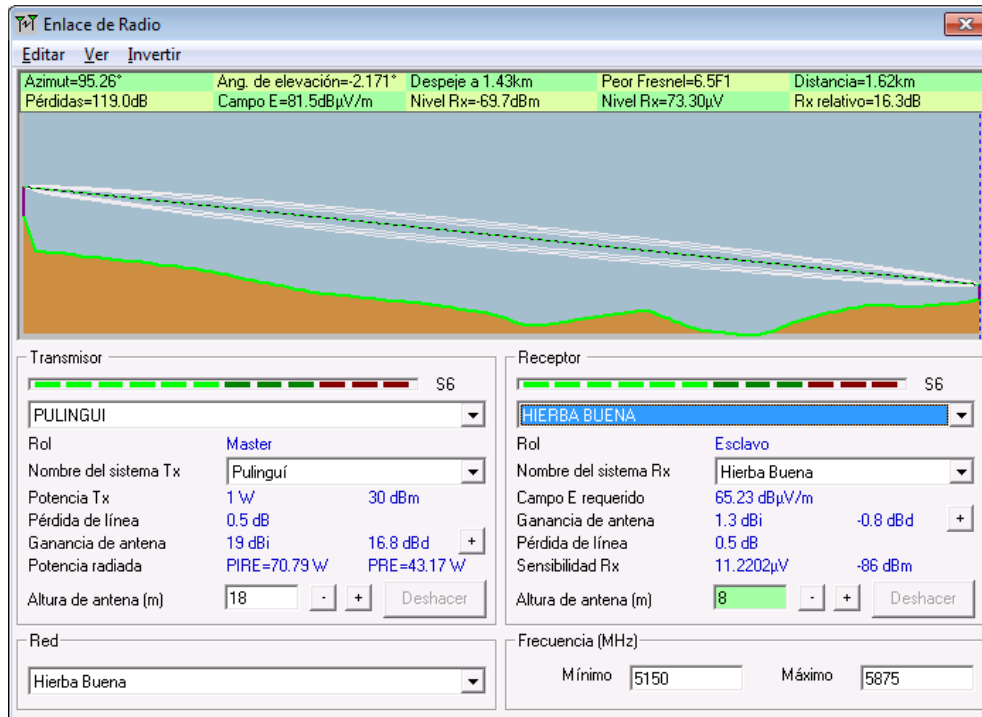 Enlace de Radio
Editar Ver Invertir
Azimut=95.26° Ang. de elevación=-2.171° Despeje a 1.43km Peor Fresnel=6.5F1 Distancia=1.62km
Pérdidas=119.0dB Campo E=81.5dBµV/m Nivel Rx=-69.7dBm Nivel Rx=73.30µV Rx relativo=16.3dB
Transmisor
S6
PULINGUI
Rol Master
Nombre del sistema Tx Pulinguí
Potencia Tx 1 W 30 dBm
Pérdida de línea 0.5 dB
Ganancia de antena 19 dBi 16.8 dBd +
Potencia radiada PIRE=70.79 W PRE=43.17 W
Altura de antena (m) 18 - + Deshacer
Red
Hierba Buena
Receptor
S6
HIERBA BUENA
Rol Esclavo
Nombre del sistema Rx Hierba Buena
Campo E requerido 65.23 dBµV/m
Ganancia de antena 1.3 dBi -0.8 dBd +
Pérdida de línea 0.5 dB
Sensibilidad Rx 11.2202µV -86 dBm
Altura de antena (m) 8 - + Deshacer
Frecuencia (MHz)
Mínimo 5150 Máximo 5875